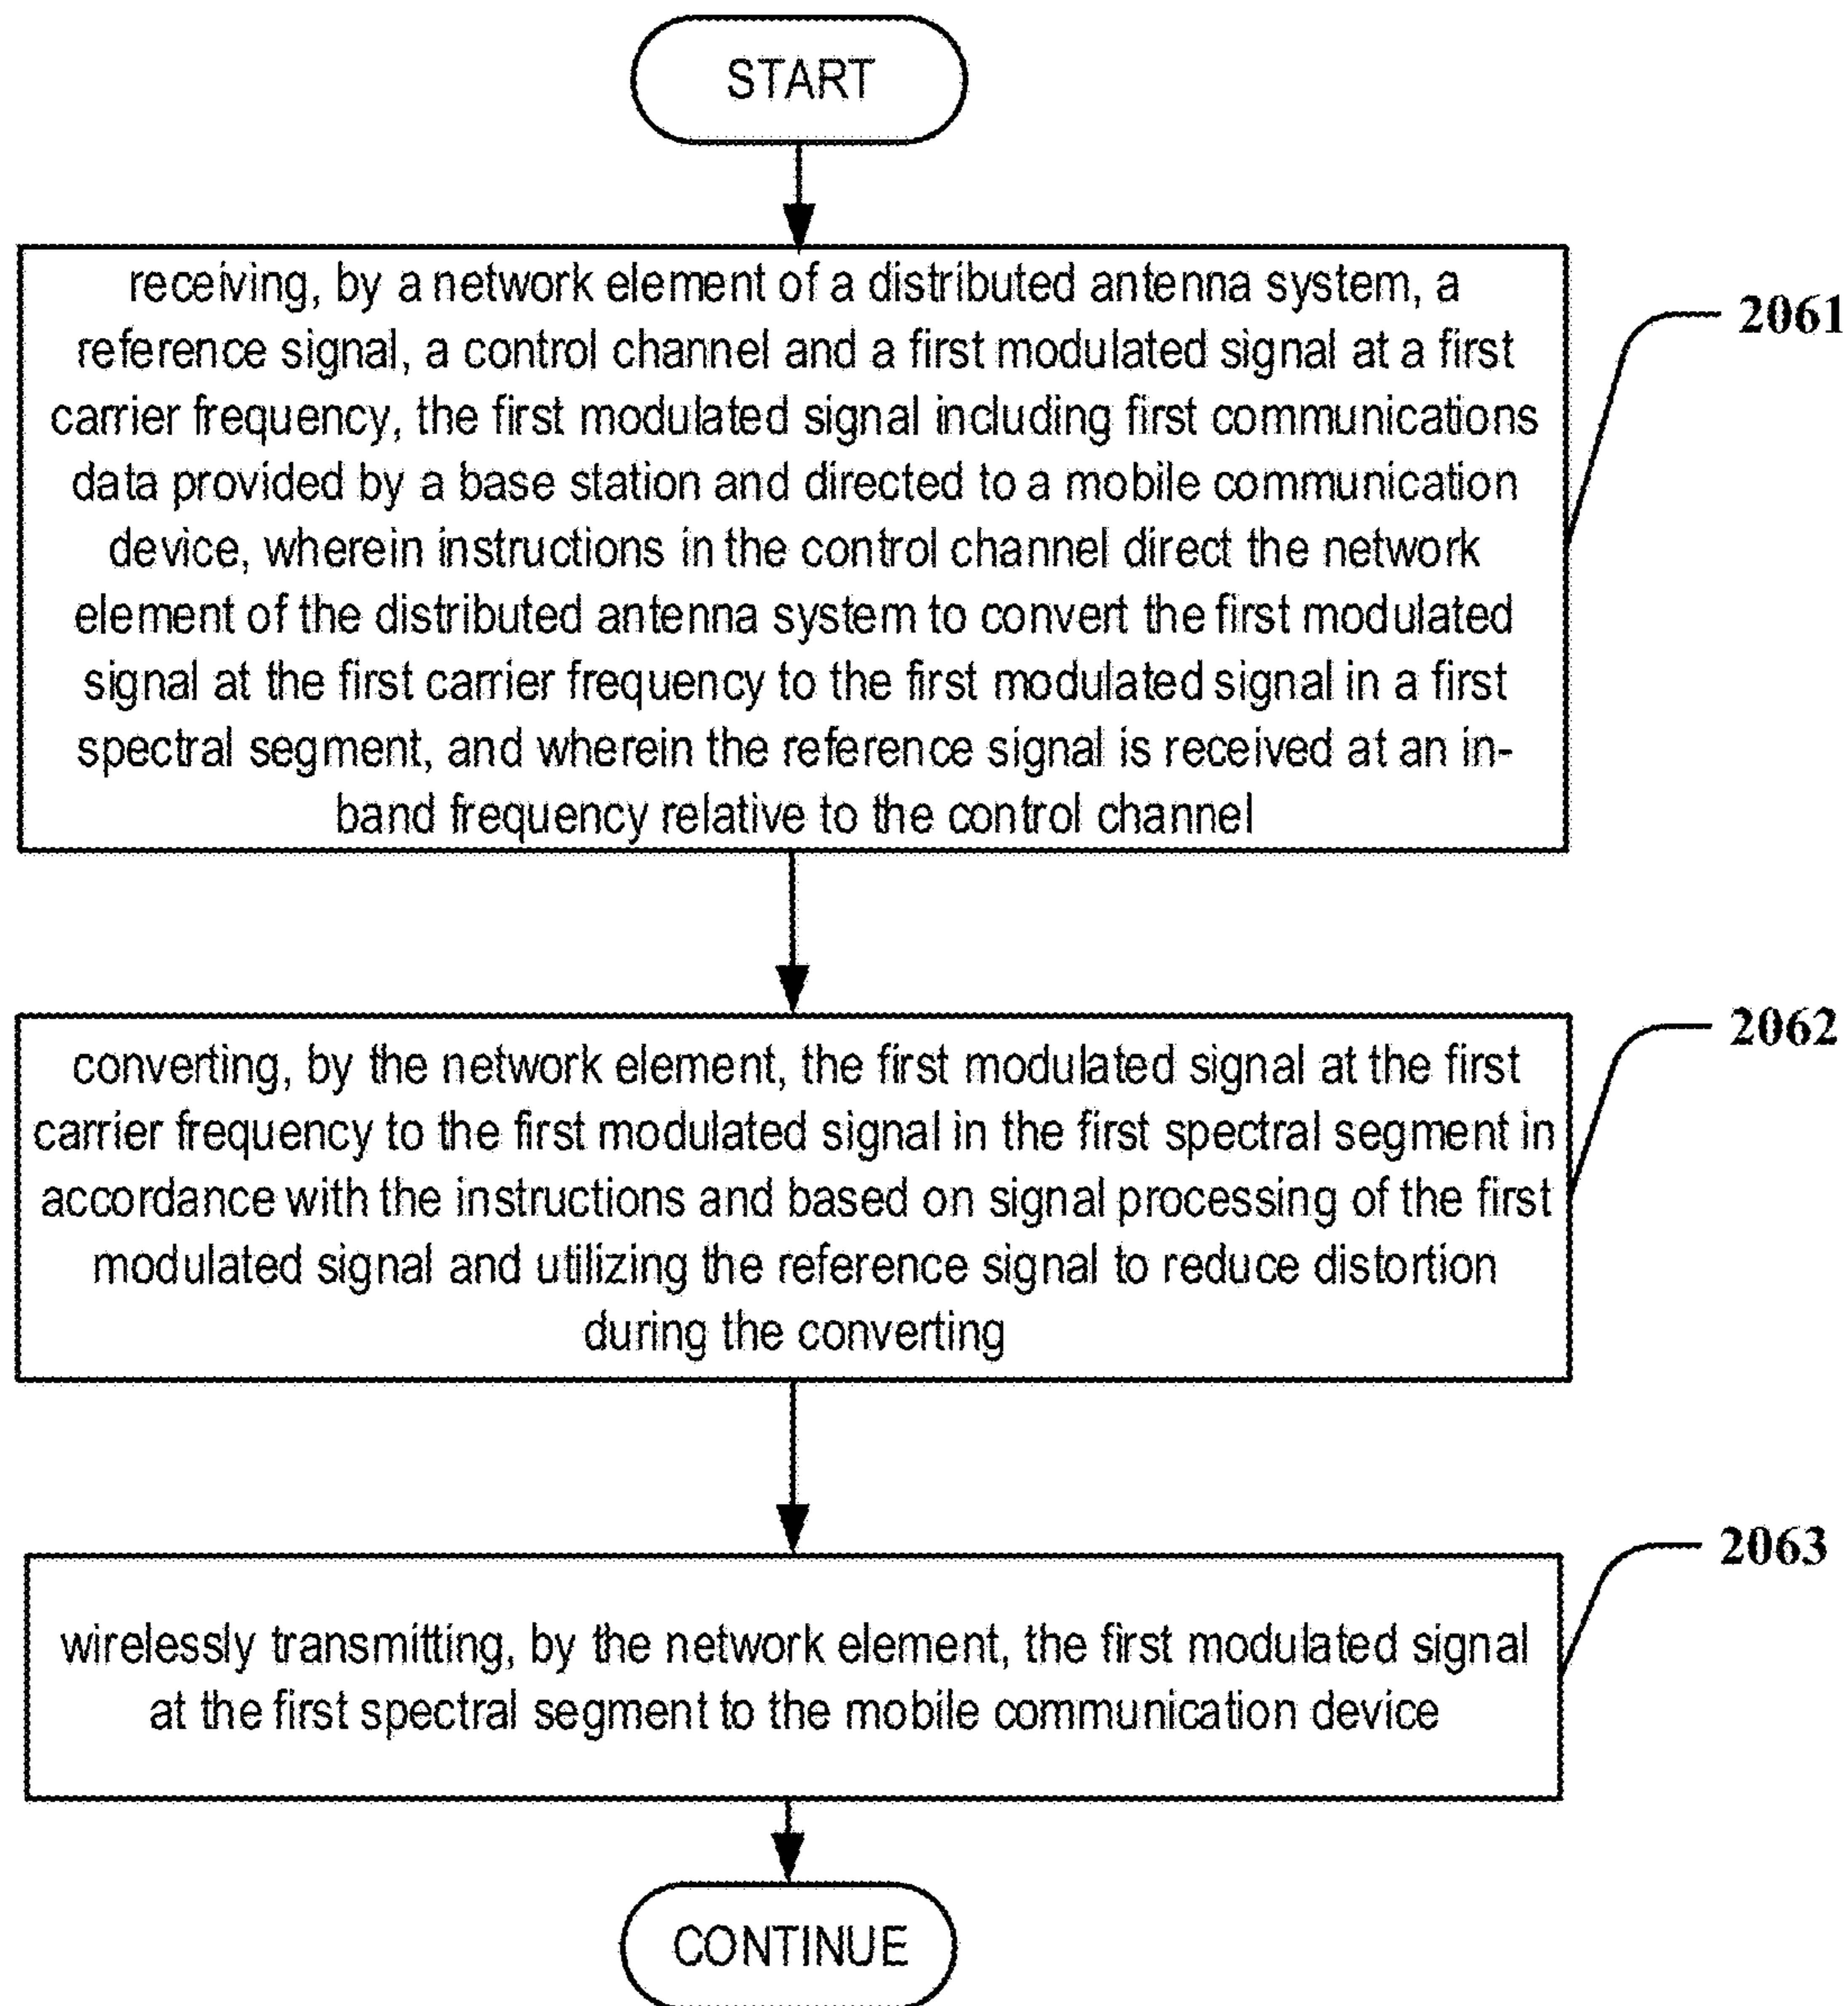 START
receiving, by a network element of a distributed antenna system, a
reference signal, a control channel and a first modulated signal at a first
carrier frequency, the first modulated signal including first communications
data provided by a base station and directed to a mobile communication
device, wherein instructions in the control channel direct the network
element of the distributed antenna system to convert the first modulated
signal at the first carrier frequency to the first modulated signal in a first
spectral segment, and wherein the reference signal is received at an in-
band frequency relative to the control channel
2061
converting, by the network element, the first modulated signal at the first
carrier frequency to the first modulated signal in the first spectral segment in
accordance with the instructions and based on signal processing of the first
modulated signal and utilizing the reference signal to reduce distortion
during the converting
2062
wirelessly transmitting, by the network element, the first modulated signal
at the first spectral segment to the mobile communication device
2063
CONTINUE